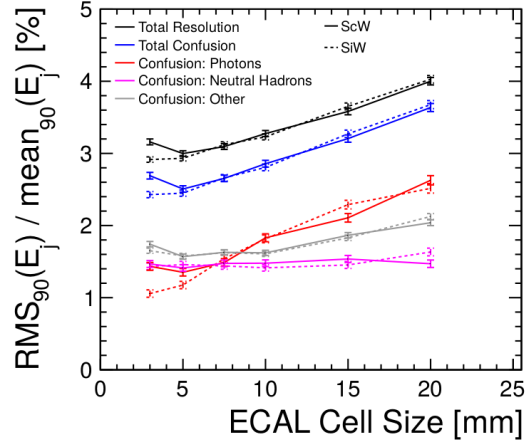 RMS90(Ej) / mean90(Ej) [%]
5
4
3
2
1
0
Total Resolution
Total Confusion
Confusion: Photons
Confusion: Neutral Hadrons
Confusion: Other
ScW
SiW
0 5 10 15 20 25
ECAL Cell Size [mm]